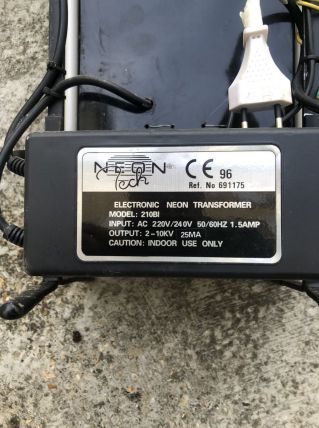 NEON
Tech
CE 96
Ref. No 691175
ELECTRONIC NEON TRANSFORMER
MODEL: 210BI
INPUT: AC 220V/240V 50/60HZ 1.5AMP
OUTPUT: 2-10KV 25MA
CAUTION: INDOOR USE ONLY